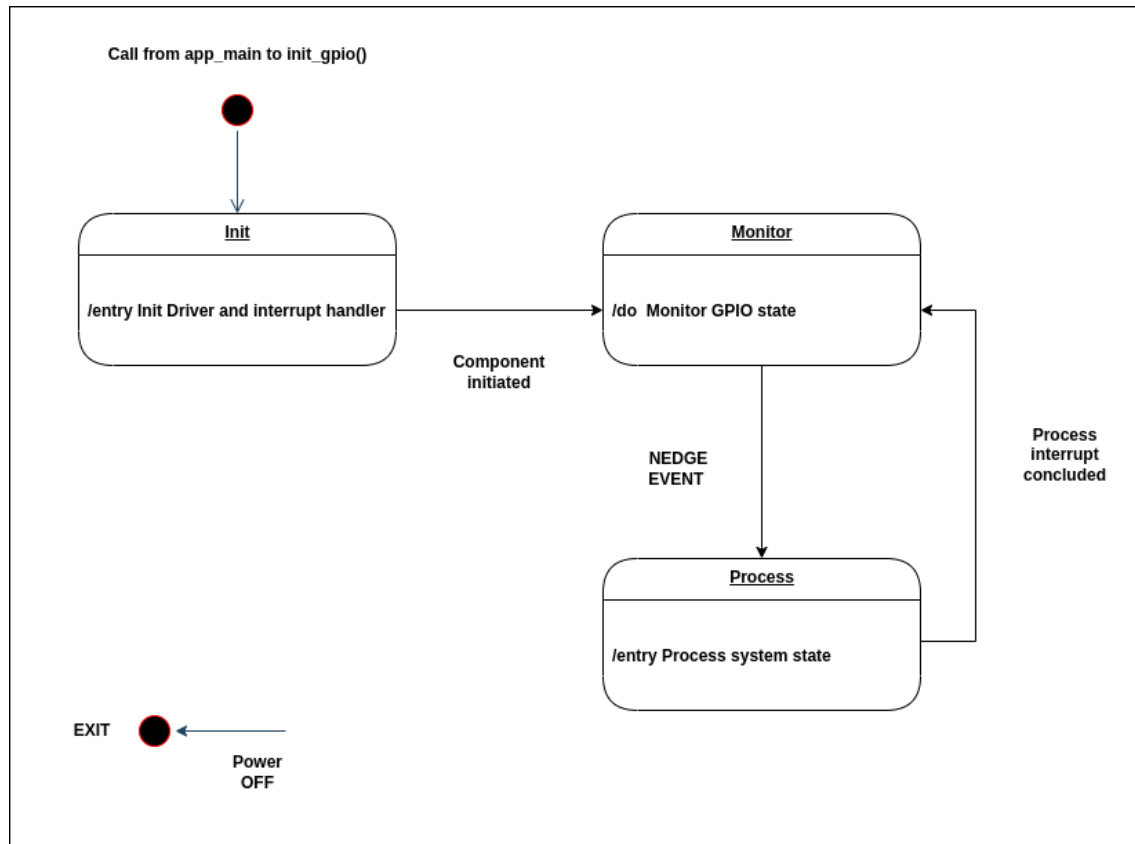 Call from app_main to init_gpio()
Init
/entry Init Driver and interrupt handler
Component
initiated
Monitor
/do  Monitor GPIO state
NEDGE
EVENT
Process
interrupt
concluded
Process
/entry Process system state
EXIT
Power
OFF